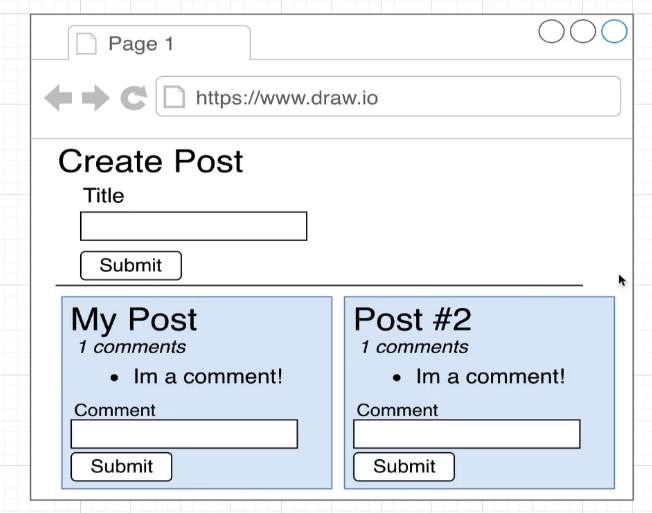 Page 1
https://www.draw.io
Create Post
Title
Submit
My Post
1 comments
• Im a comment!
Comment
Submit
Post #2
1 comments
• Im a comment!
Comment
Submit